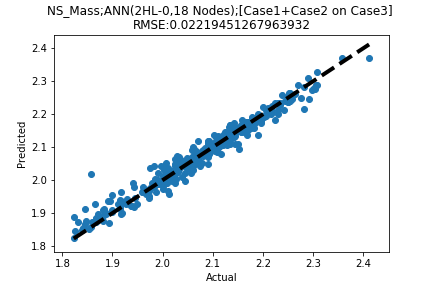 NS_Mass;ANN(2HL-0,18 Nodes);[Case1+Case2 on Case3]
RMSE:0.02219451267963932
2.4
2.3
2.2
2.1
2.0
1.9
1.8
Predicted
1.8 1.9 2.0 2.1 2.2 2.3 2.4
Actual